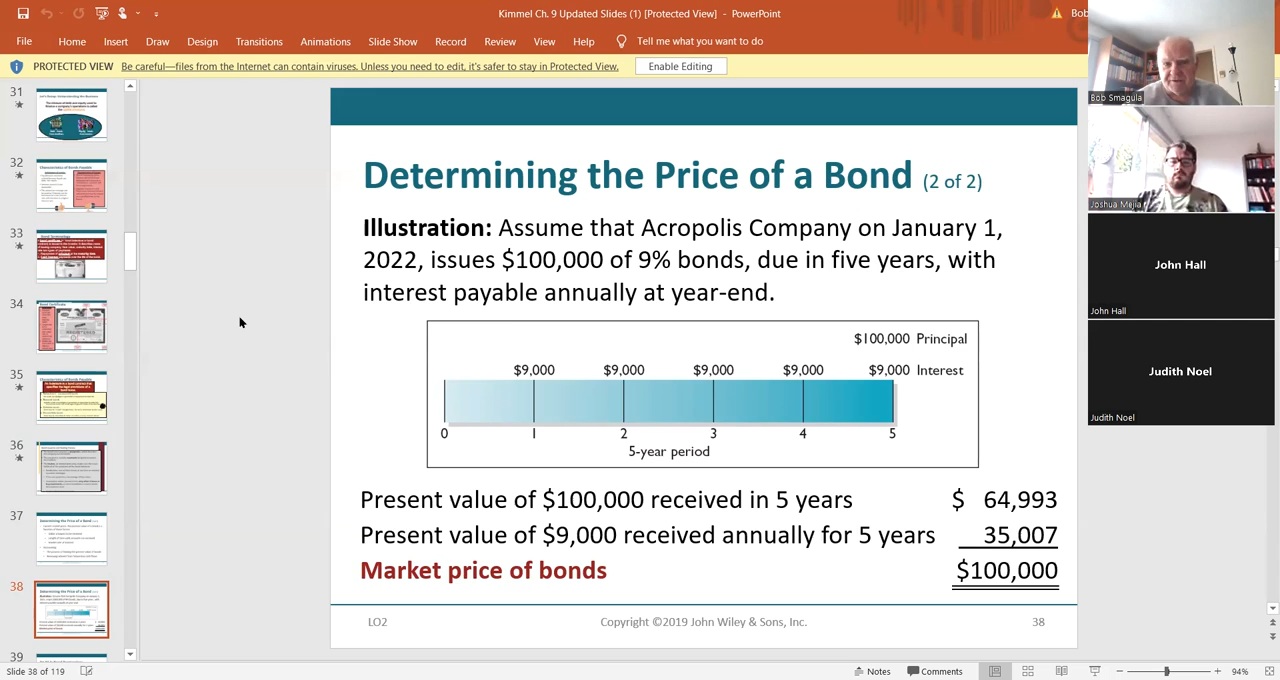 Kimmel Ch. 9 Updated Slides (1) [Protected View] - PowerPoint
Bob
File Home Insert Draw Design Transitions Animations Slide Show Record Review View Help Tell me what you want to do
PROTECTED VIEW Be careful—files from the Internet can contain viruses. Unless you need to edit, it's safer to stay in Protected View. Enable Editing
31
32
33
34
35
36
37
38
39
Determining the Price of a Bond (2 of 2)
Illustration: Assume that Acropolis Company on January 1,
2022, issues $100,000 of 9% bonds, due in five years, with
interest payable annually at year-end.
$100,000 Principal
$9,000 $9,000 $9,000 $9,000 $9,000 Interest
0 1 2 3 4 5
5-year period
Present value of $100,000 received in 5 years $ 64,993
Present value of $9,000 received annually for 5 years 35,007
Market price of bonds $100,000
LO2 Copyright ©2019 John Wiley & Sons, Inc. 38
Bob Smagula
Joshua Mejia
John Hall
John Hall
Judith Noel
Judith Noel
Slide 38 of 119 Notes Comments 94%